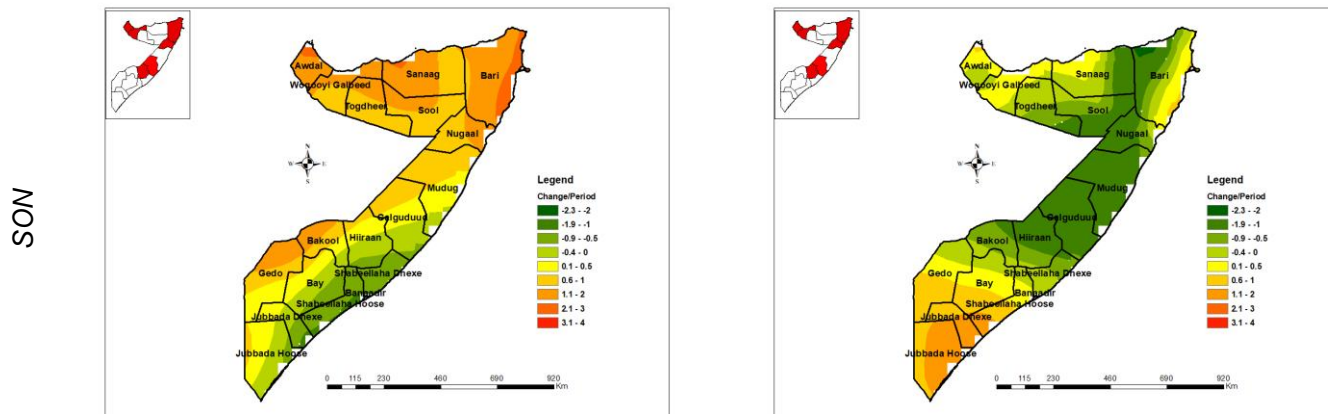 SON
Awdal
Woqooyi Galbeed
Togdheer
Sanaag
Sool
Bari
Nugaal
Mudug
Galguduud
Hiiraan
Bakool
Gedo
Bay
Shabeellaha Dhexe
Banaadir
Shabeellaha Hoose
Jubbada Dhexe
Jubbada Hoose
N
W E
S
Legend
Change/Period
-2.3 - -2
-1.9 - -1
-0.9 - -0.5
-0.4 - 0
0.1 - 0.5
0.6 - 1
1.1 - 2
2.1 - 3
3.1 - 4
0 115 230 460 690 920
Km
Awdal
Woqooyi Galbeed
Togdheer
Sanaag
Sool
Bari
Nugaal
Mudug
Galguduud
Hiiraan
Bakool
Gedo
Bay
Shabeellaha Dhexe
Banaadir
Shabeellaha Hoose
Jubbada Dhexe
Jubbada Hoose
N
W E
S
Legend
Change/Period
-2.3 - -2
-1.9 - -1
-0.9 - -0.5
-0.4 - 0
0.1 - 0.5
0.6 - 1
1.1 - 2
2.1 - 3
3.1 - 4
0 115 230 460 690 920
Km